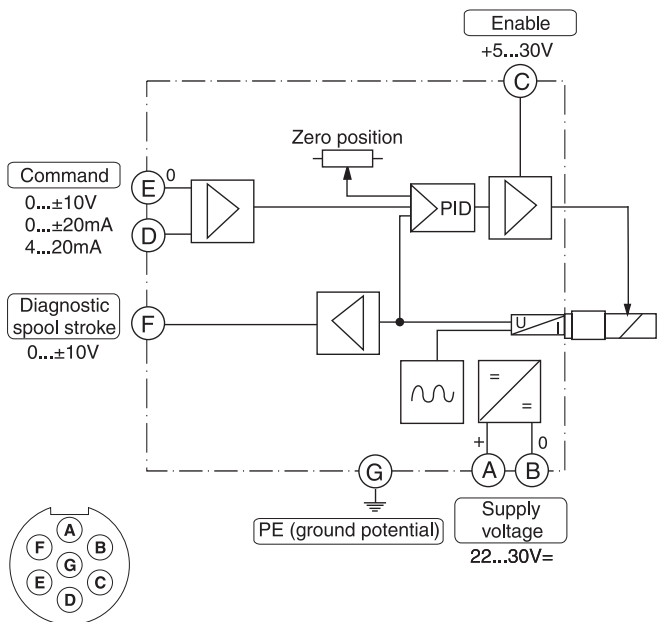 Enable
+5...30V
C
Zero position
Command
E 0
0...±10V
0...±20mA
D
4...20mA
PID
Diagnostic
spool stroke
F
0...±10V
U
I
=
=
+ 0
G A B
PE (ground potential)
Supply
voltage
22...30V=
A
F B
G
E C
D